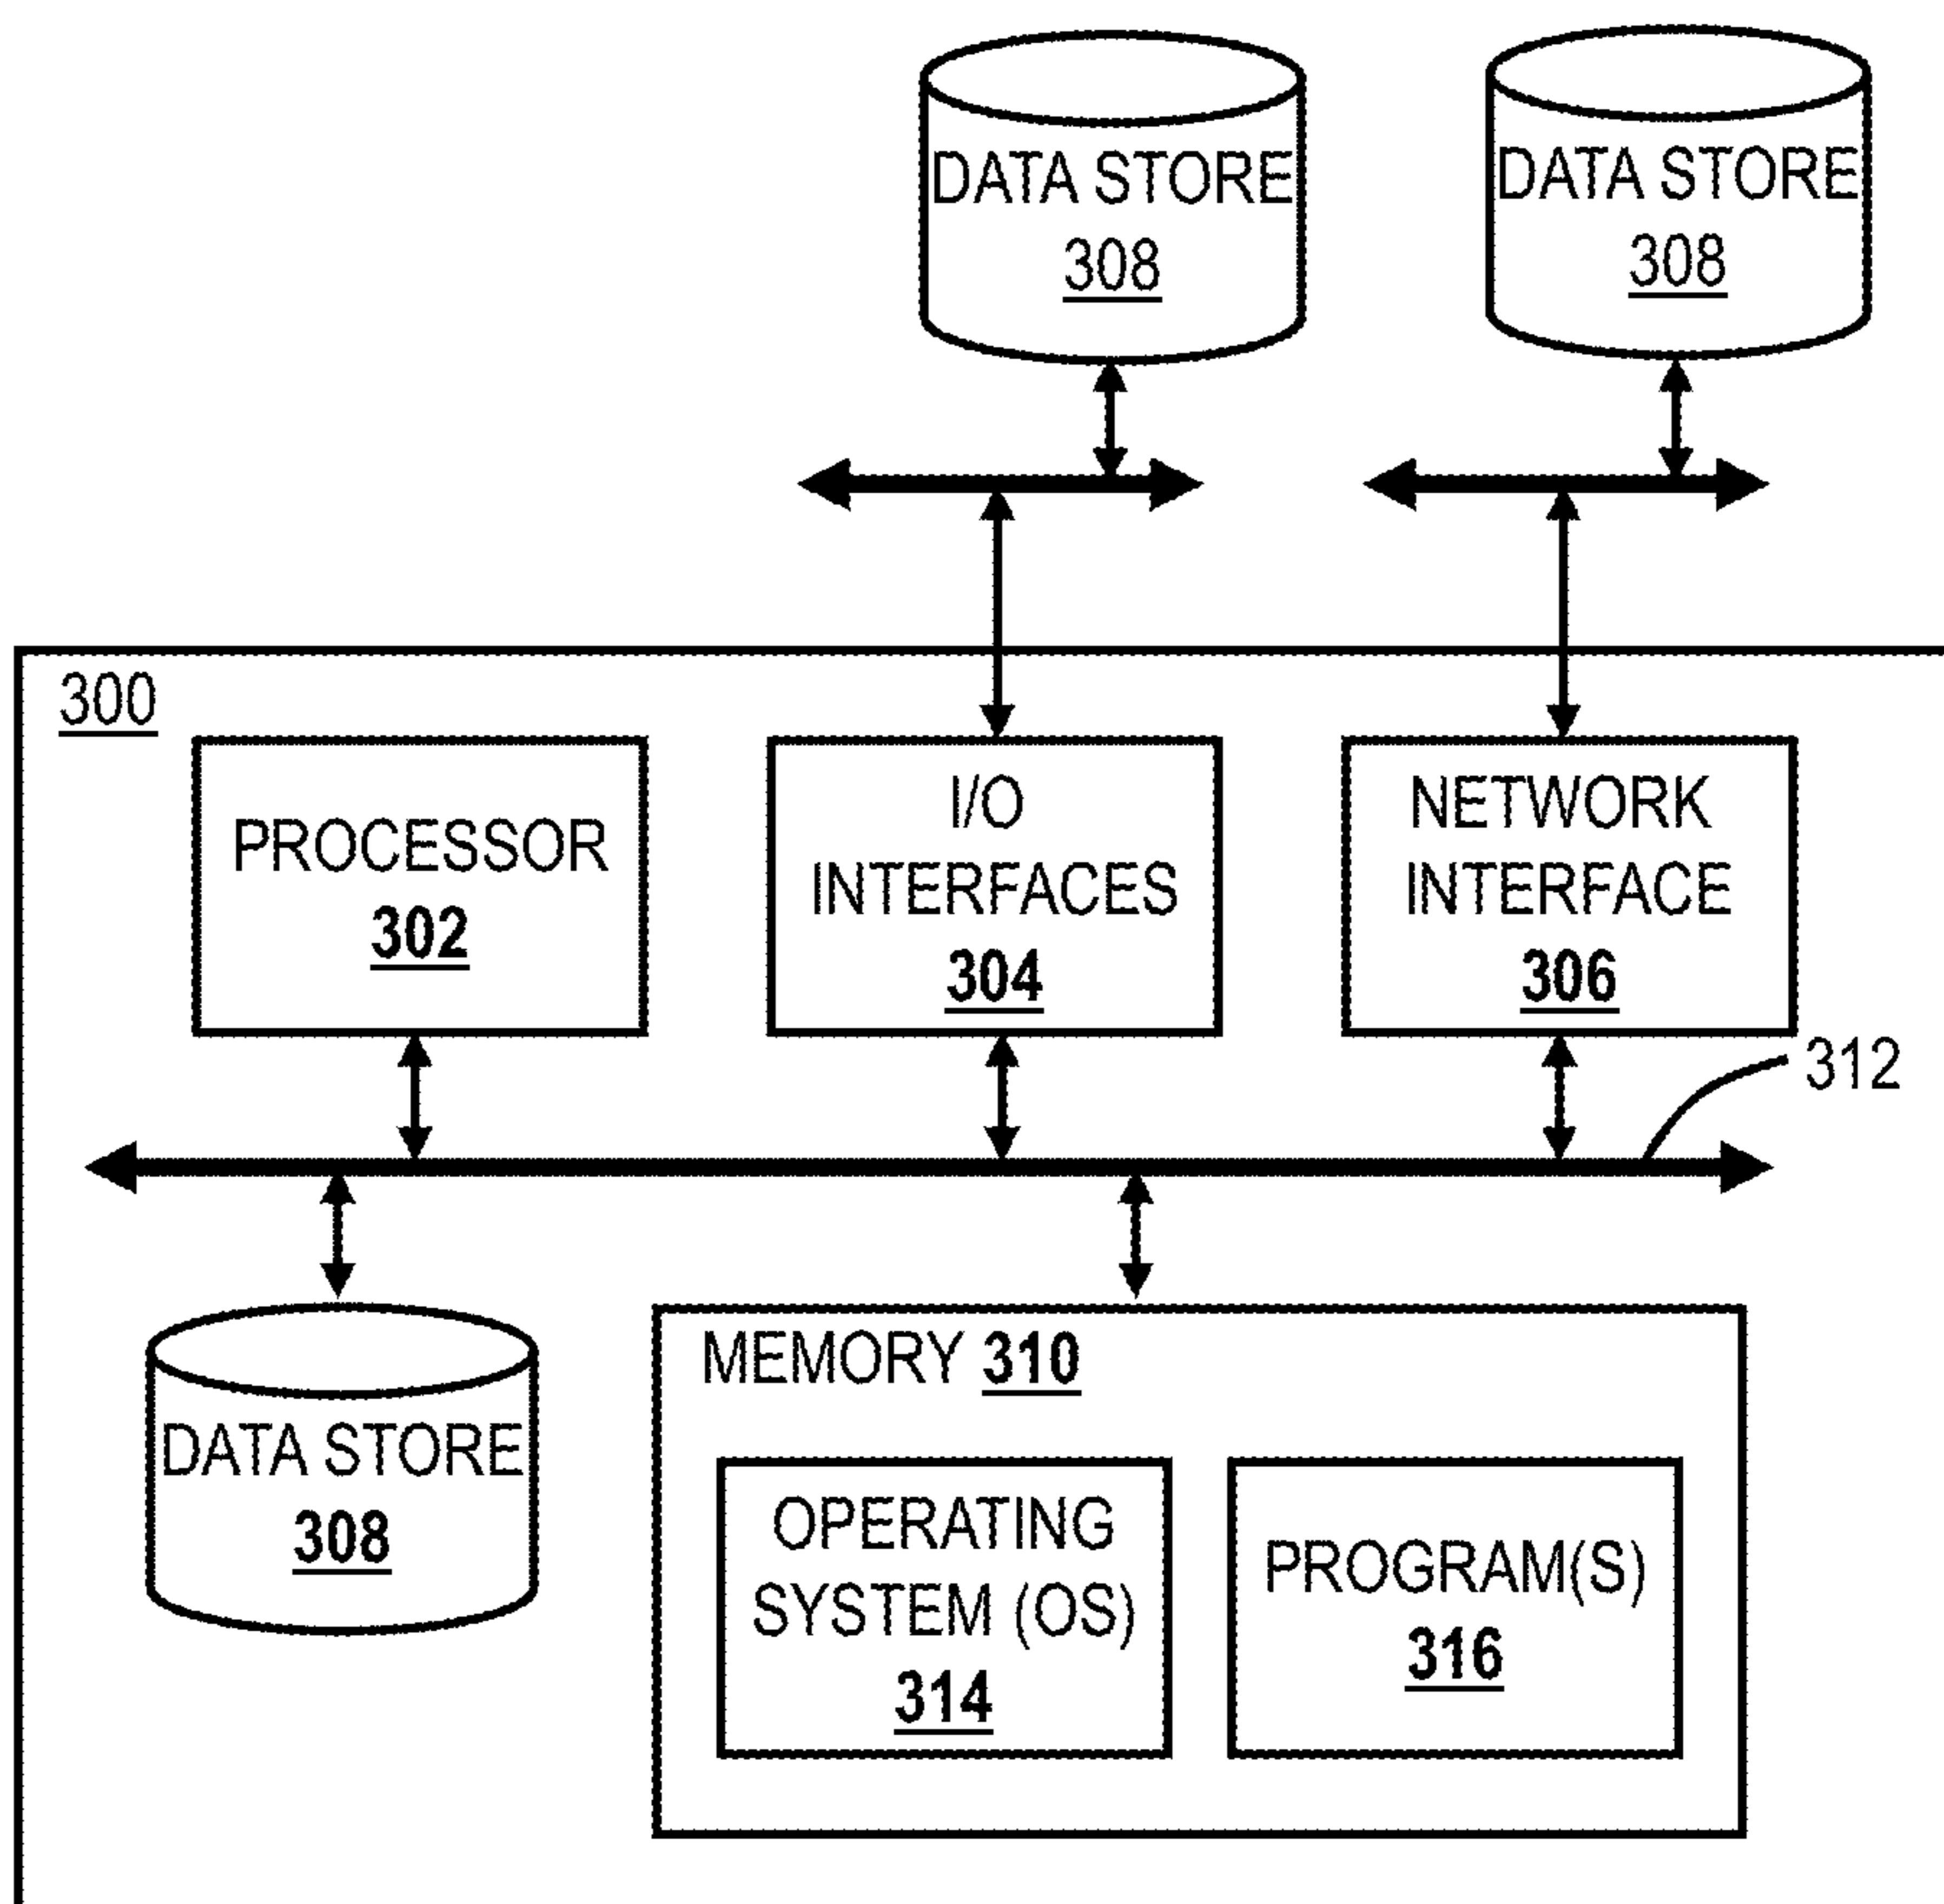 DATA STORE
308
DATA STORE
308
300
PROCESSOR
302
I/O
INTERFACES
304
NETWORK
INTERFACE
306
312
DATA STORE
308
MEMORY 310
OPERATING
SYSTEM (OS)
314
PROGRAM(S)
316